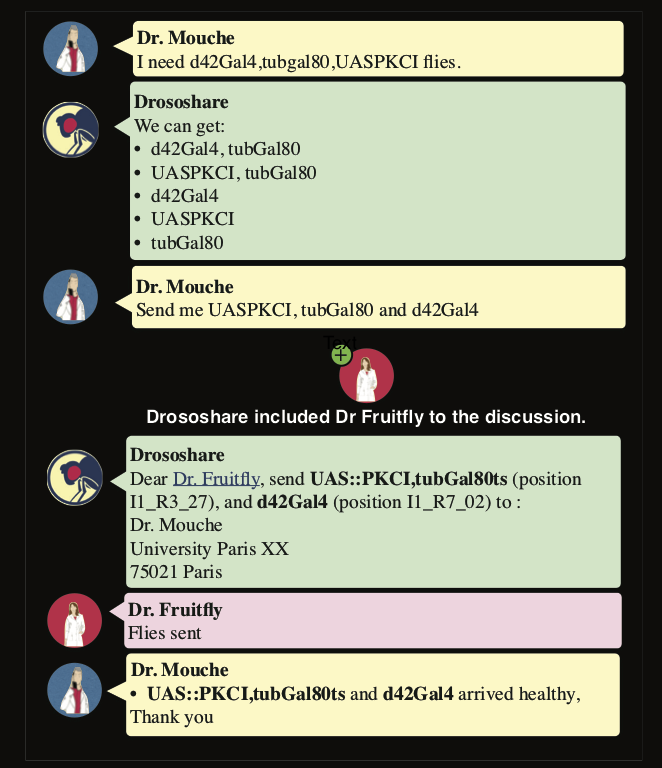 Dr. Mouche
I need d42Gal4,tubgal80,UASPKCI flies.
Drososhare
We can get:
• d42Gal4, tubGal80
• UASPKCI, tubGal80
• d42Gal4
• UASPKCI
• tubGal80
Dr. Mouche
Send me UASPKCI, tubGal80 and d42Gal4
Text
Drososhare included Dr Fruitfly to the discussion.
Drososhare
Dear Dr. Fruitfly, send UAS::PKCI,tubGal80ts (position
I1_R3_27), and d42Gal4 (position I1_R7_02) to :
Dr. Mouche
University Paris XX
75021 Paris
Dr. Fruitfly
Flies sent
Dr. Mouche
• UAS::PKCI,tubGal80ts and d42Gal4 arrived healthy,
Thank you